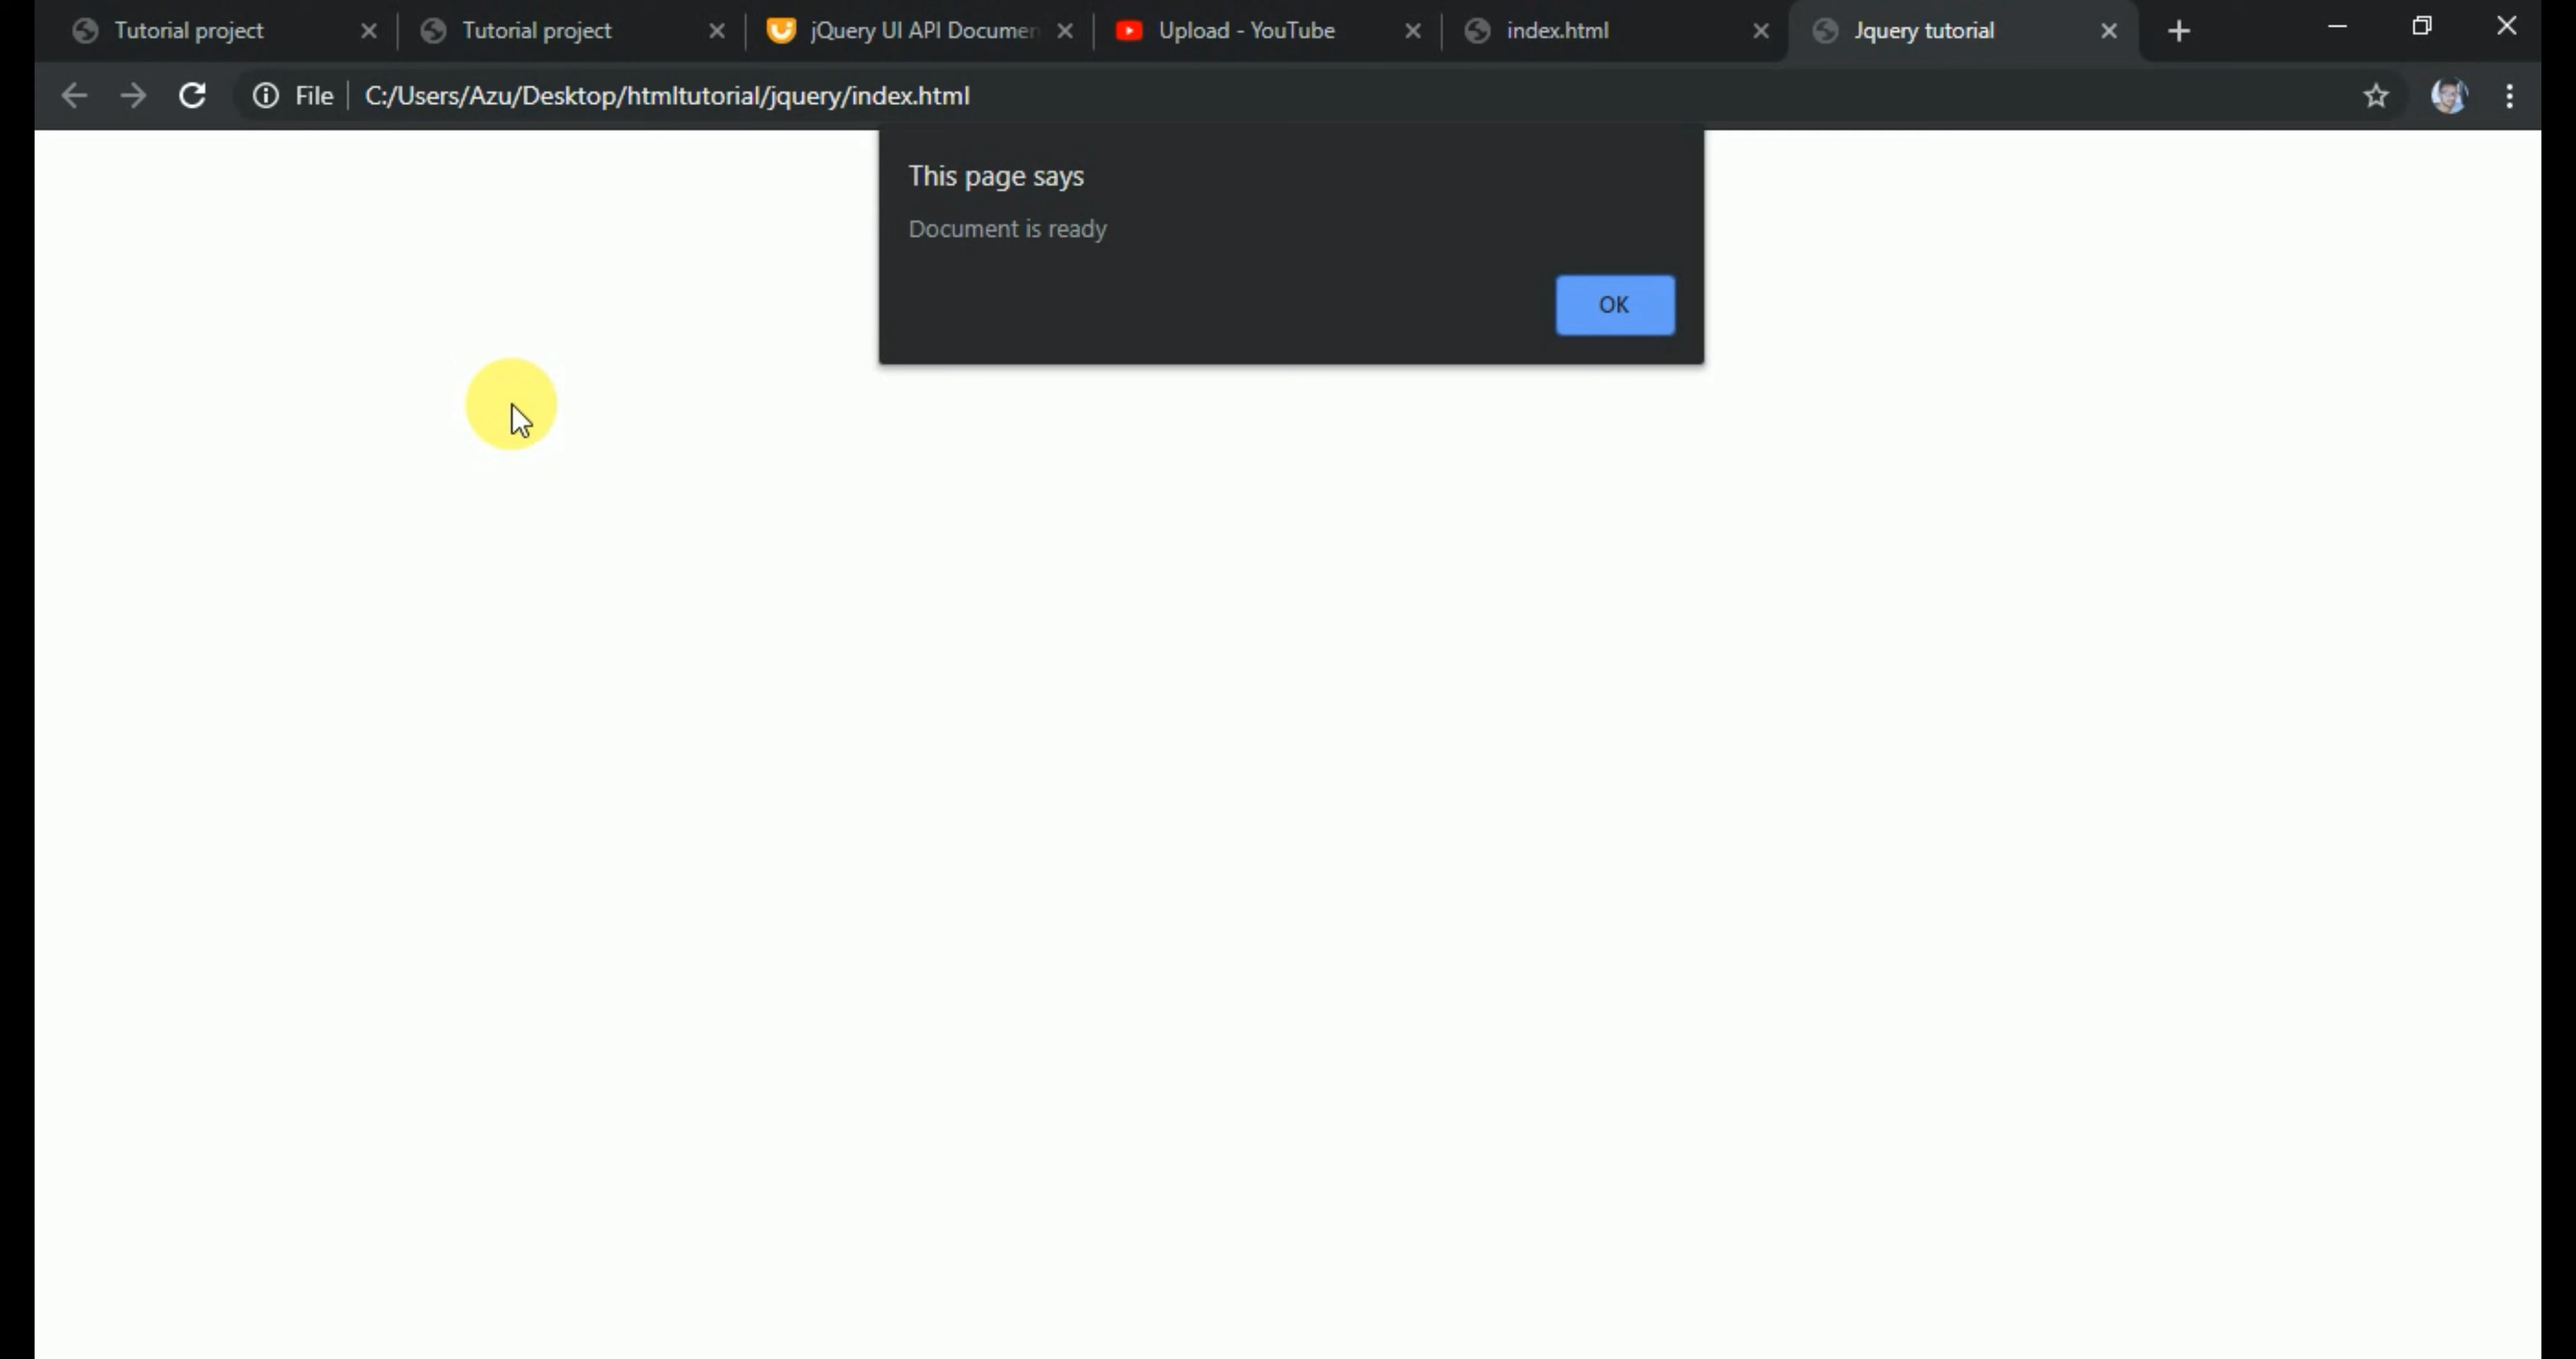 Tutorial project
Tutorial project
jQuery UI API Documen
Upload - YouTube
index.html
Jquery tutorial
File
C:/Users/Azu/Desktop/htmltutorial/jquery/index.html
This page says
Document is ready
OK